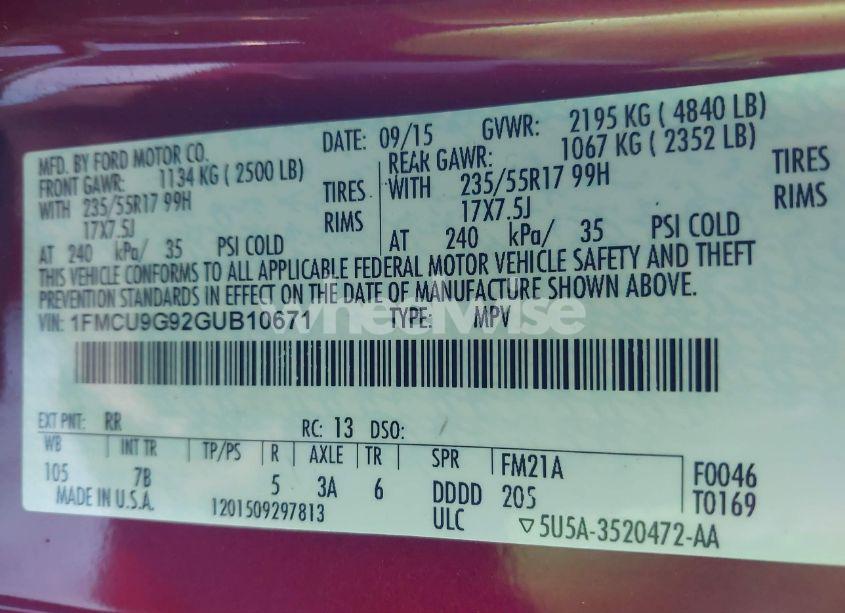 MFD. BY FORD MOTOR CO.
DATE: 09/15 GVWR: 2195 KG ( 4840 LB)
FRONT GAWR: 1134 KG ( 2500 LB) REAR GAWR: 1067 KG ( 2352 LB)
WITH 235/55R17 99H TIRES WITH 235/55R17 99H TIRES
17X7.5J RIMS 17X7.5J RIMS
AT 240 kPa/ 35 PSI COLD AT 240 kPa/ 35 PSI COLD
THIS VEHICLE CONFORMS TO ALL APPLICABLE FEDERAL MOTOR VEHICLE SAFETY AND THEFT
PREVENTION STANDARDS IN EFFECT ON THE DATE OF MANUFACTURE SHOWN ABOVE.
VIN: 1FMCU9G92GUB10671 TYPE: MPV
wheelwise
EXT PNT: RR RC: 13 DSO:
WB INT TR TP/PS R AXLE TR SPR FM21A F0046
105 7B 5 3A 6 DDDD 205 T0169
MADE IN U.S.A. 1201509297813 ULC ▽5U5A-3520472-AA